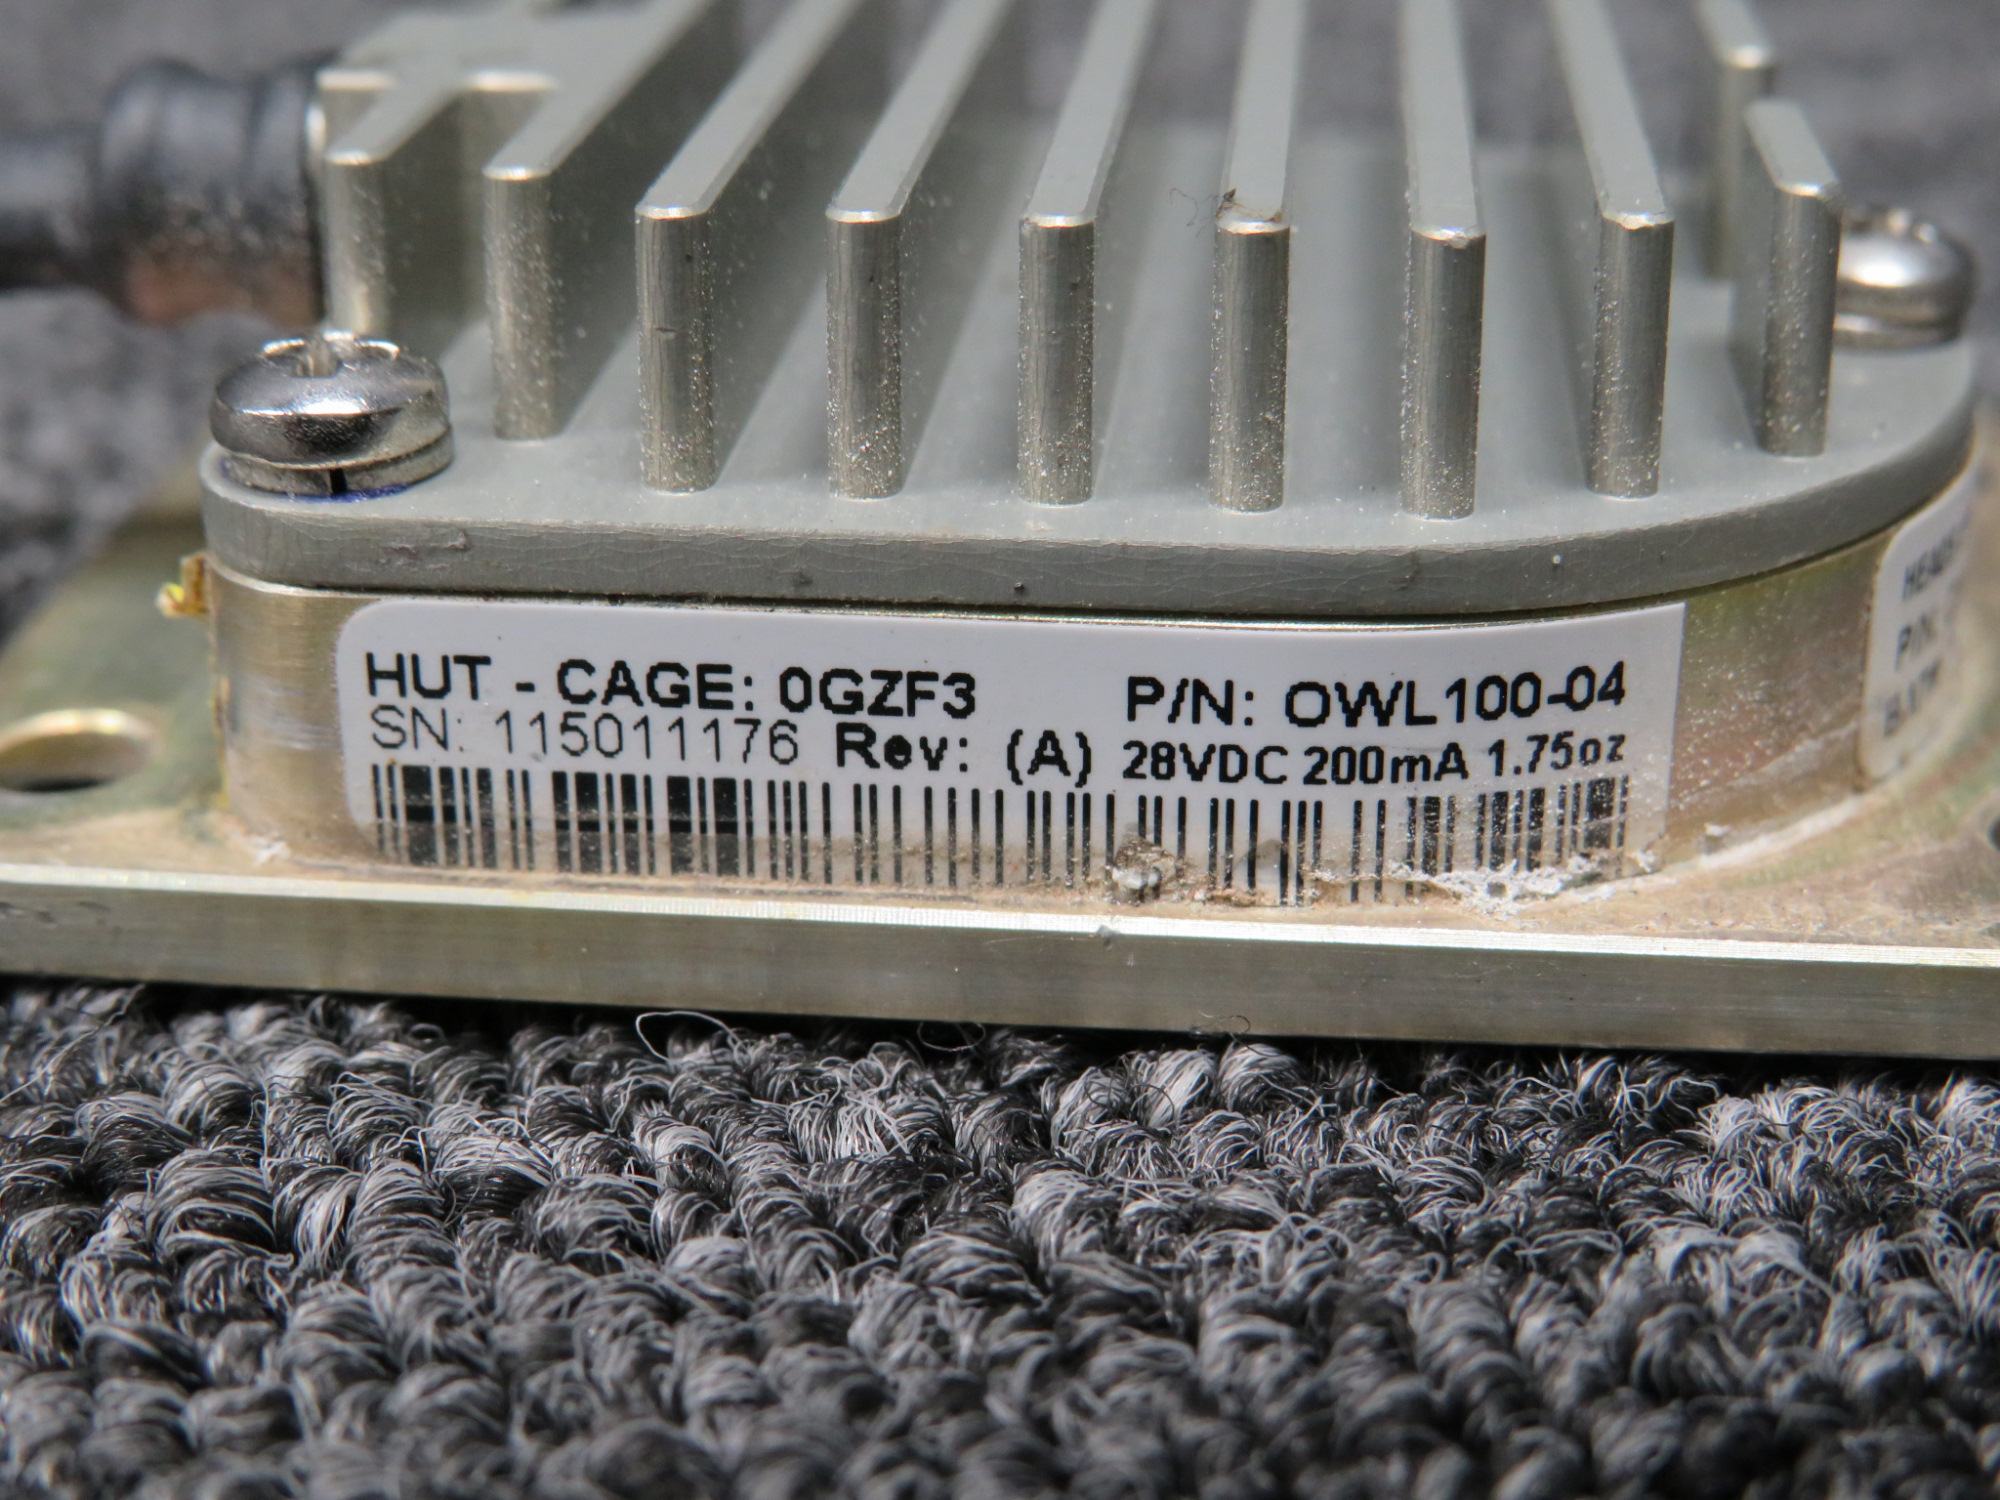 HUT - CAGE: 0GZF3 P/N: OWL100-04
SN: 115011176 Rev: (A) 28VDC 200mA 1.75oz
P/N: